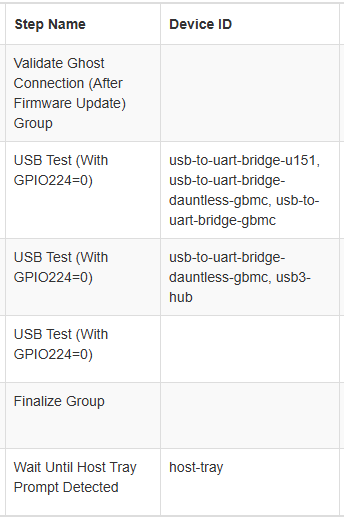 Step Name
Device ID
Validate Ghost
Connection (After
Firmware Update)
Group
USB Test (With
GPIO224=0)
usb-to-uart-bridge-u151,
usb-to-uart-bridge-
dauntless-gbmc, usb-to-
uart-bridge-gbmc
USB Test (With
GPIO224=0)
usb-to-uart-bridge-
dauntless-gbmc, usb3-
hub
USB Test (With
GPIO224=0)
Finalize Group
Wait Until Host Tray
Prompt Detected
host-tray